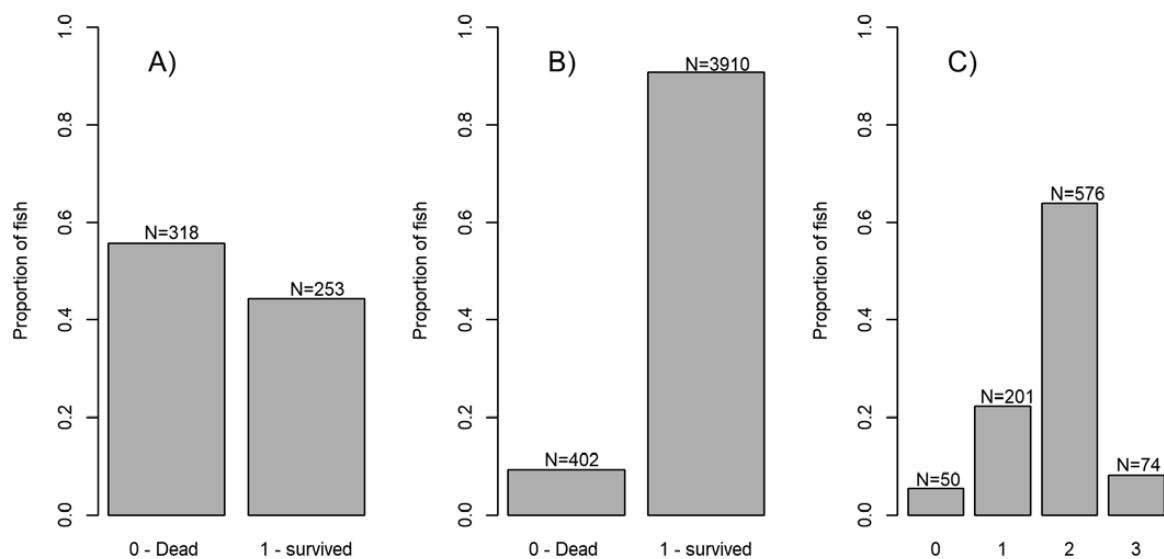 A)
Proportion of fish
1.0
0.8
0.6
0.4
0.2
0.0
N=318
N=253
0 - Dead
1 - survived
B)
Proportion of fish
1.0
0.8
0.6
0.4
0.2
0.0
N=3910
N=402
0 - Dead
1 - survived
C)
Proportion of fish
1.0
0.8
0.6
0.4
0.2
0.0
N=50
N=201
N=576
N=74
0
1
2
3